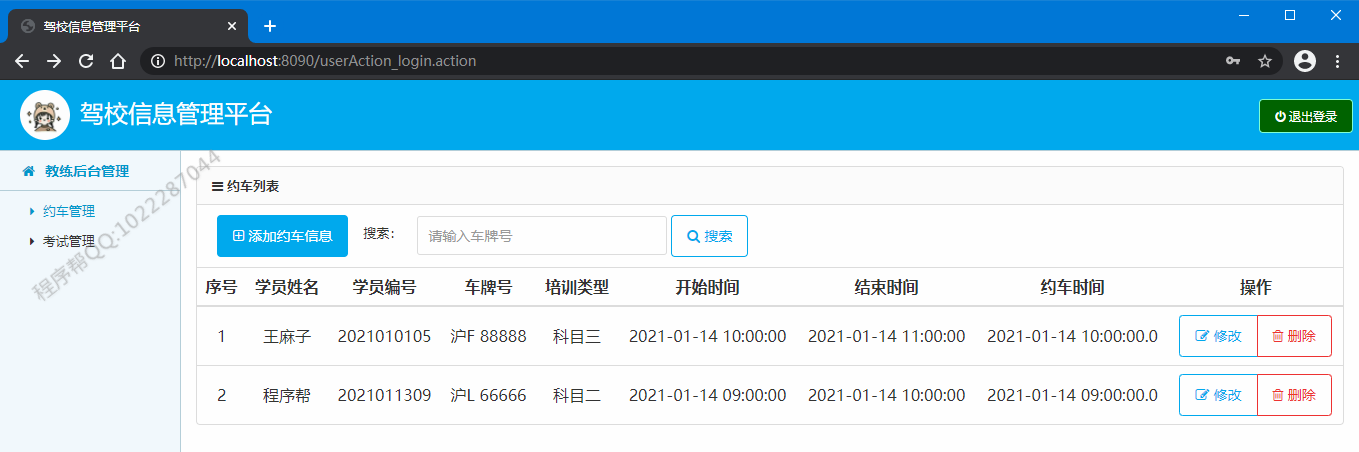 驾校信息管理平台
http://localhost:8090/userAction_login.action
驾校信息管理平台
退出登录
教练后台管理
约车管理
考试管理
程序帮QQ:1022287044
约车列表
添加约车信息 搜索： 请输入车牌号 搜索
序号 学员姓名 学员编号 车牌号 培训类型 开始时间 结束时间 约车时间 操作
1 王麻子 2021010105 沪F 88888 科目三 2021-01-14 10:00:00 2021-01-14 11:00:00 2021-01-14 10:00:00.0 修改 删除
2 程序帮 2021011309 沪L 66666 科目二 2021-01-14 09:00:00 2021-01-14 10:00:00 2021-01-14 09:00:00.0 修改 删除